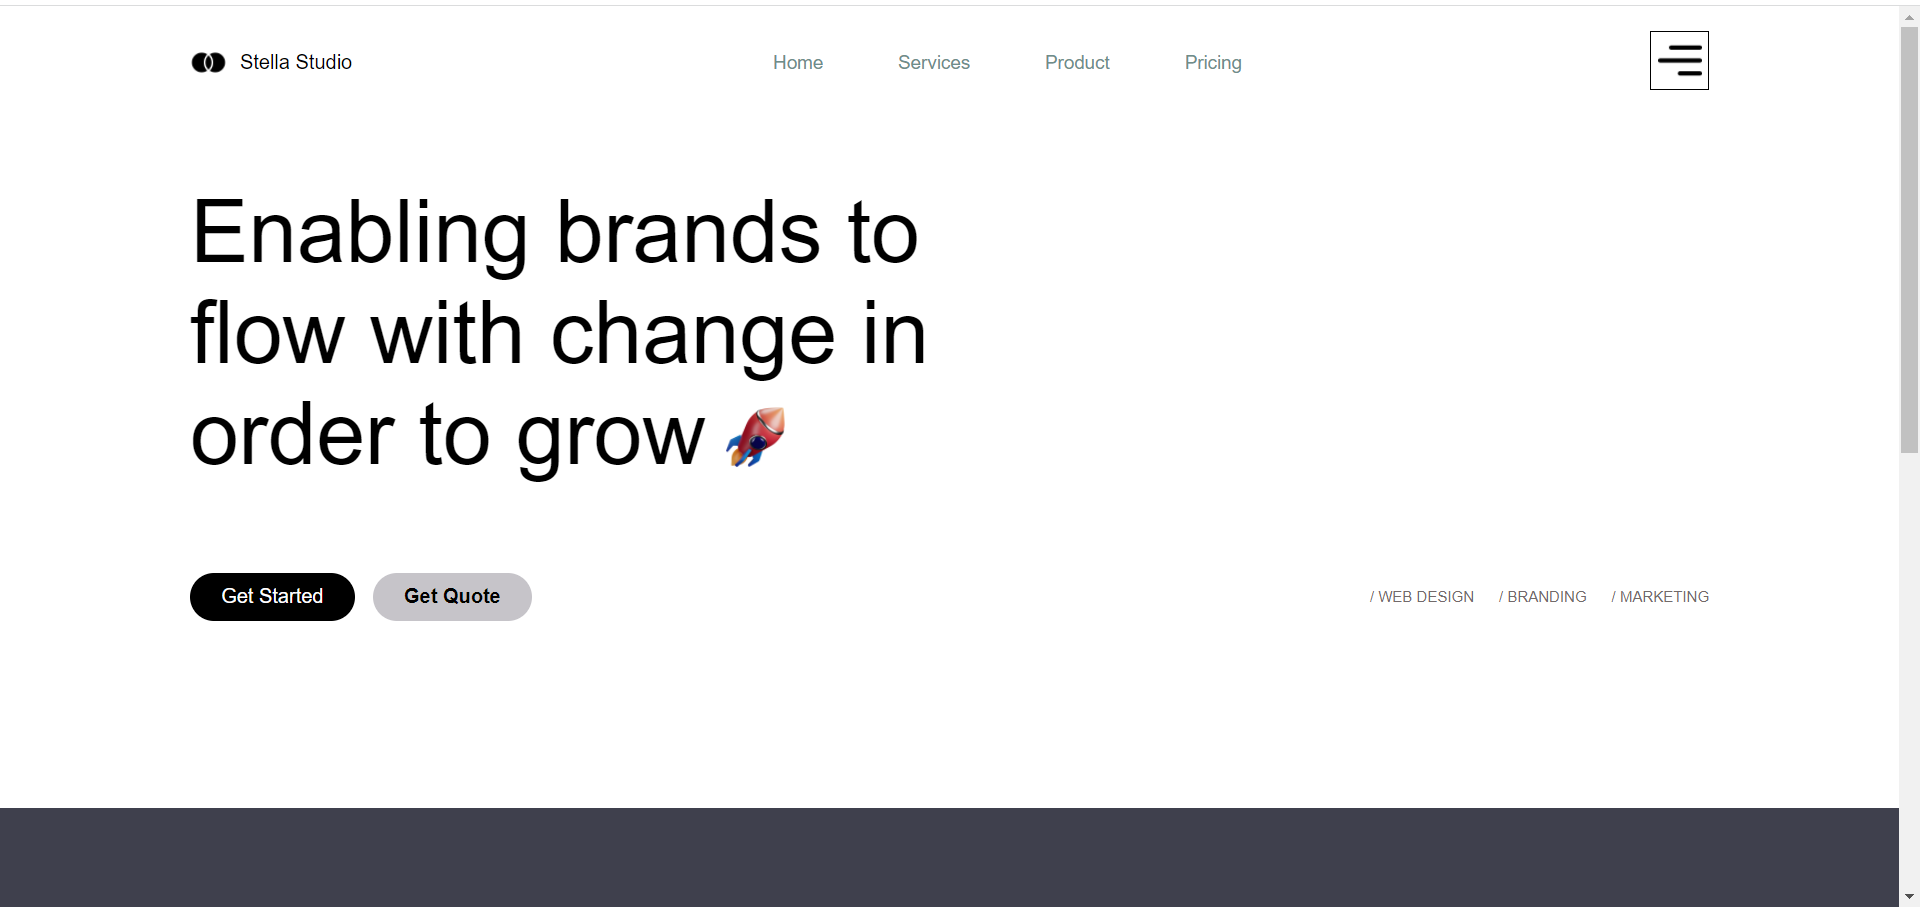 Stella Studio
Home Services Product Pricing
Enabling brands to
flow with change in
order to grow 🚀
Get Started Get Quote
/ WEB DESIGN / BRANDING / MARKETING